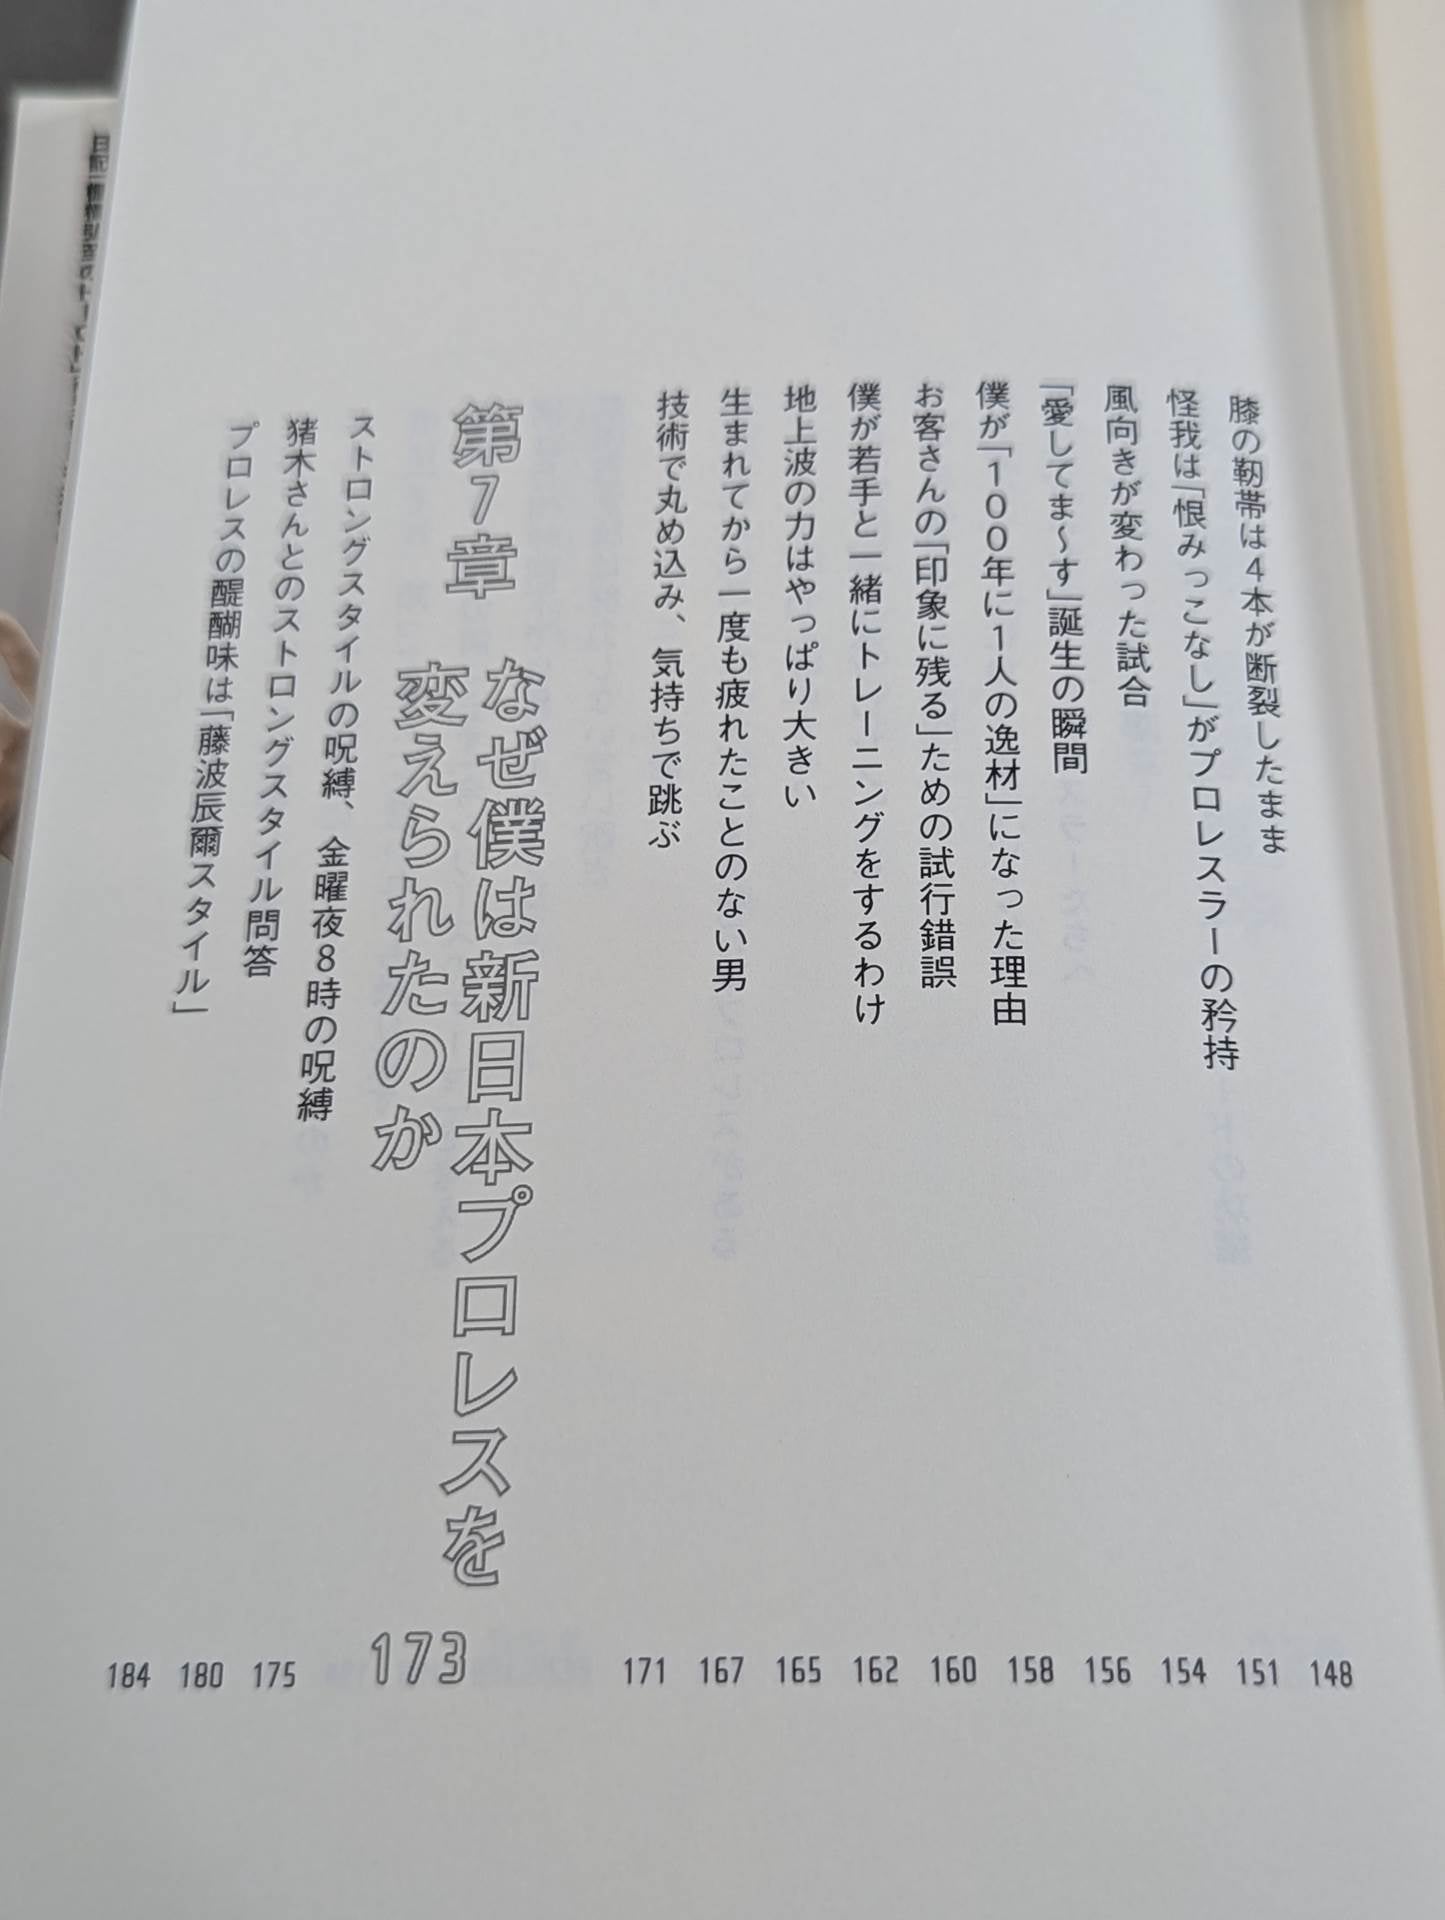 膝の靭帯は4本が断裂したまま 148
怪我は「恨みっこなし」がプロレスラーの矜持 151
風向きが変わった試合 154
「愛してま〜す」誕生の瞬間 156
僕が「100年に1人の逸材」になった理由 158
お客さんの「印象に残る」ための試行錯誤 160
僕が若手と一緒にトレーニングをするわけ 162
地上波の力はやっぱり大きい 165
生まれてから一度も疲れたことのない男 167
技術で丸め込み、気持ちで跳ぶ 171
第7章 なぜ僕は新日本プロレスを
変えられたのか 173
ストロングスタイルの呪縛、金曜夜8時の呪縛 175
猪木さんとのストロングスタイル問答 180
プロレスの醍醐味は「藤波辰爾スタイル」 184